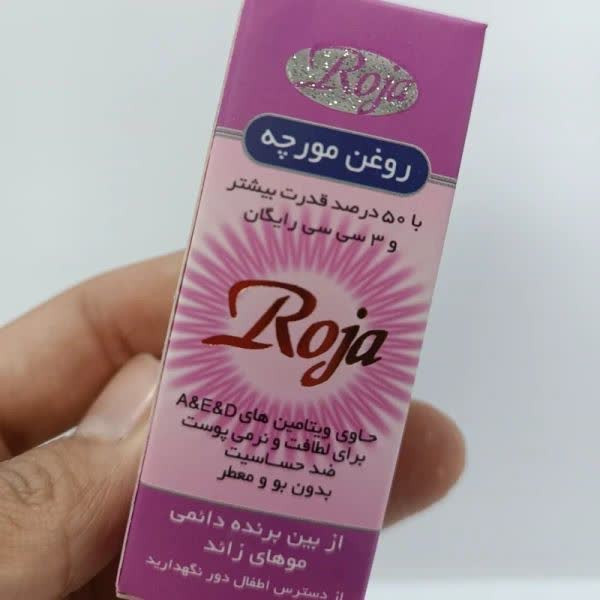 Roja
روغن مورچه
با ۵۰ درصد قدرت بیشتر
و ۳ سی سی رایگان
Roja
حاوی ویتامین های A&E&D
برای لطافت و نرمی پوست
ضد حساسیت
بدون بو و معطر
از بین برنده دائمی
موهای زائد
از دسترس اطفال دور نگهدارید